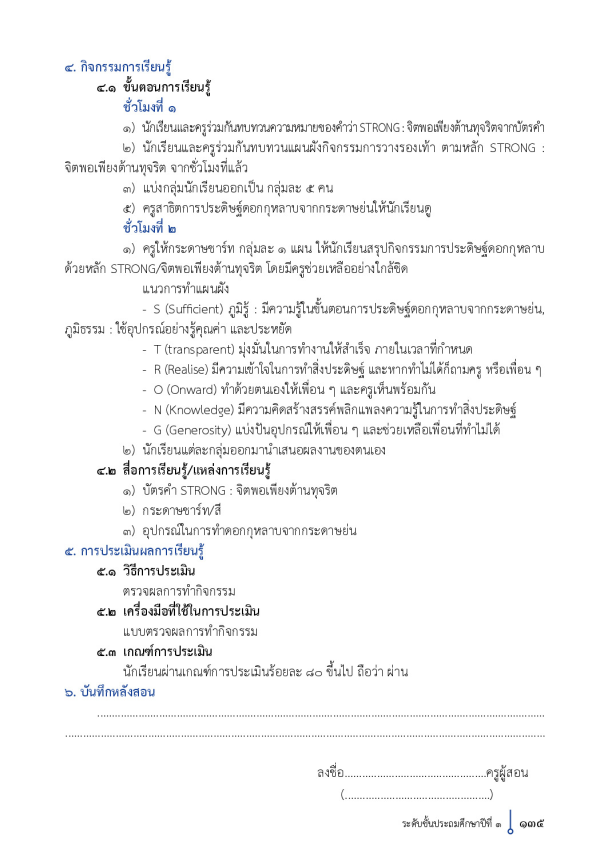 ๔. กิจกรรมการเรียนรู้
๔.๑ ขั้นตอนการเรียนรู้
ชั่วโมงที่ ๑
๑) นักเรียนและครูร่วมกันทบทวนความหมายของคำว่า STRONG : จิตพอเพียงต้านทุจริตจากบัตรคำ
๒) นักเรียนและครูร่วมกันทบทวนแผนผังกิจกรรมการวางรองเท้า ตามหลัก STRONG :
จิตพอเพียงต้านทุจริต จากชั่วโมงที่แล้ว
๓) แบ่งกลุ่มนักเรียนออกเป็น กลุ่มละ ๕ คน
๕) ครูสาธิตการประดิษฐ์ดอกกุหลาบจากกระดาษย่นให้นักเรียนดู
ชั่วโมงที่ ๒
๑) ครูให้กระดาษชาร์ท กลุ่มละ ๑ แผน ให้นักเรียนสรุปกิจกรรมการประดิษฐ์ดอกกุหลาบ
ด้วยหลัก STRONG/จิตพอเพียงต้านทุจริต โดยมีครูช่วยเหลืออย่างใกล้ชิด
แนวการทำแผนผัง
- S (Sufficient) ภูมิรู้ : มีความรู้ในขั้นตอนการประดิษฐ์ดอกกุหลาบจากกระดาษย่น,
ภูมิธรรม : ใช้อุปกรณ์อย่างรู้คุณค่า และประหยัด
- T (transparent) มุ่งมั่นในการทำงานให้สำเร็จ ภายในเวลาที่กำหนด
- R (Realise) มีความเข้าใจในการทำสิ่งประดิษฐ์ และหากทำไม่ได้ก็ถามครู หรือเพื่อน ๆ
- O (Onward) ทำด้วยตนเองให้เพื่อน ๆ และครูเห็นพร้อมกัน
- N (Knowledge) มีความคิดสร้างสรรค์พลิกแพลงความรู้ในการทำสิ่งประดิษฐ์
- G (Generosity) แบ่งปันอุปกรณ์ให้เพื่อน ๆ และช่วยเหลือเพื่อนที่ทำไม่ได้
๒) นักเรียนแต่ละกลุ่มออกมานำเสนอผลงานของตนเอง
๔.๒ สื่อการเรียนรู้/แหล่งการเรียนรู้
๑) บัตรคำ STRONG : จิตพอเพียงต้านทุจริต
๒) กระดาษชาร์ท/สี
๓) อุปกรณ์ในการทำดอกกุหลาบจากกระดาษย่น
๕. การประเมินผลการเรียนรู้
๕.๑ วิธีการประเมิน
ตรวจผลการทำกิจกรรม
๕.๒ เครื่องมือที่ใช้ในการประเมิน
แบบตรวจผลการทำกิจกรรม
๕.๓ เกณฑ์การประเมิน
นักเรียนผ่านเกณฑ์การประเมินร้อยละ ๘๐ ขึ้นไป ถือว่า ผ่าน
๖. บันทึกหลังสอน
................................................................................
................................................................................
ลงชื่อ................................................ครูผู้สอน
(.................................................)
ระดับชั้นประถมศึกษาปีที่ ๑ ๑๓๕